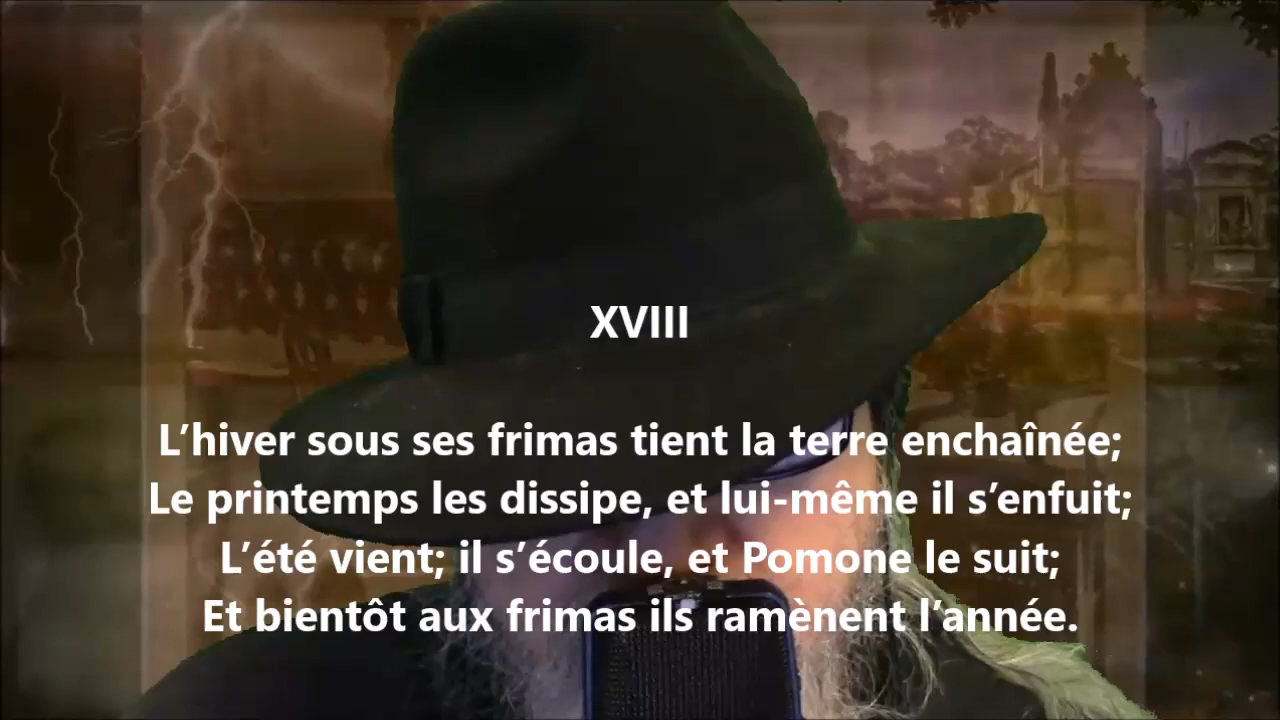 XVIII
L’hiver sous ses frimas tient la terre enchaînée;
Le printemps les dissipe, et lui-même il s’enfuit;
L’été vient; il s’écoule, et Pomone le suit;
Et bientôt aux frimas ils ramènent l’année.